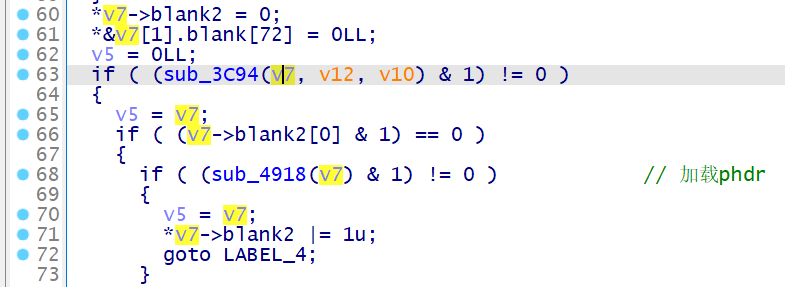 60 *v7->blank2 = 0;
61 *&v7[1].blank[72] = 0LL;
62 v5 = 0LL;
63 if ( (sub_3C94(v7, v12, v10) & 1) != 0 )
64 {
65 v5 = v7;
66 if ( (v7->blank2[0] & 1) == 0 )
67 {
68 if ( (sub_4918(v7) & 1) != 0 ) // 加载phdr
69 {
70 v5 = v7;
71 *v7->blank2 |= 1u;
72 goto LABEL_4;
73 }